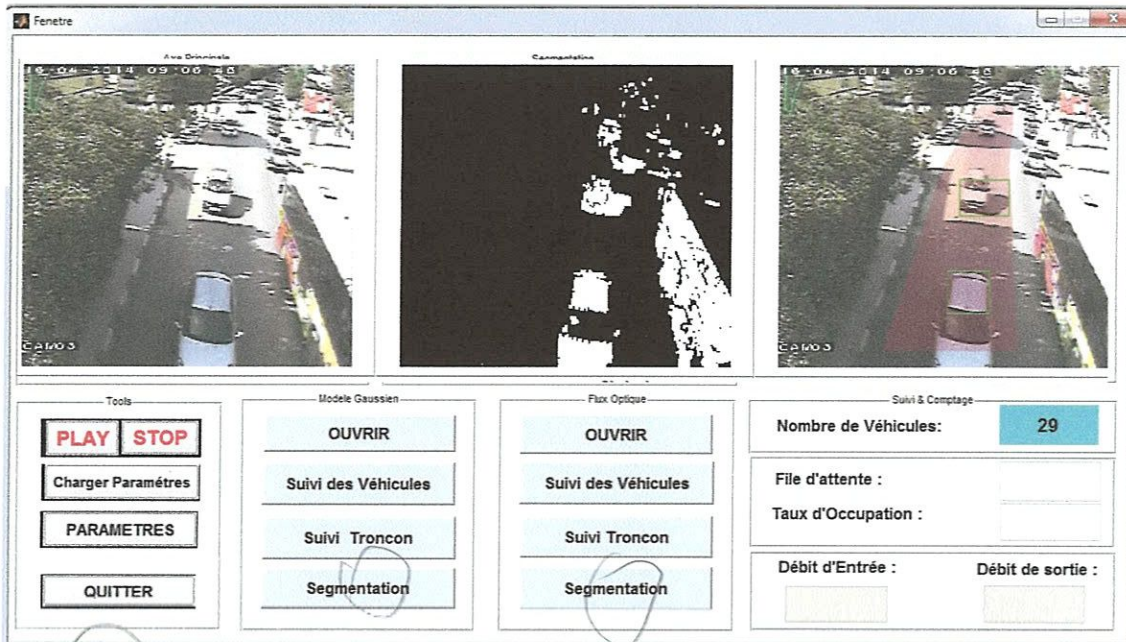 Fenetre
Axe Principale
Segmentation
16-04-2014 09:06:48
16-04-2014 09:06:48
CAM03
CAM03
Tools
PLAY STOP
Charger Paramétres
PARAMETRES
QUITTER
Modele Gaussien
OUVRIR
Suivi des Véhicules
Suivi Troncon
Segmentation
Flux Optique
OUVRIR
Suivi des Véhicules
Suivi Troncon
Segmentation
Suivi & Comptage
Nombre de Véhicules: 29
File d'attente :
Taux d'Occupation :
Débit d'Entrée : Débit de sortie :